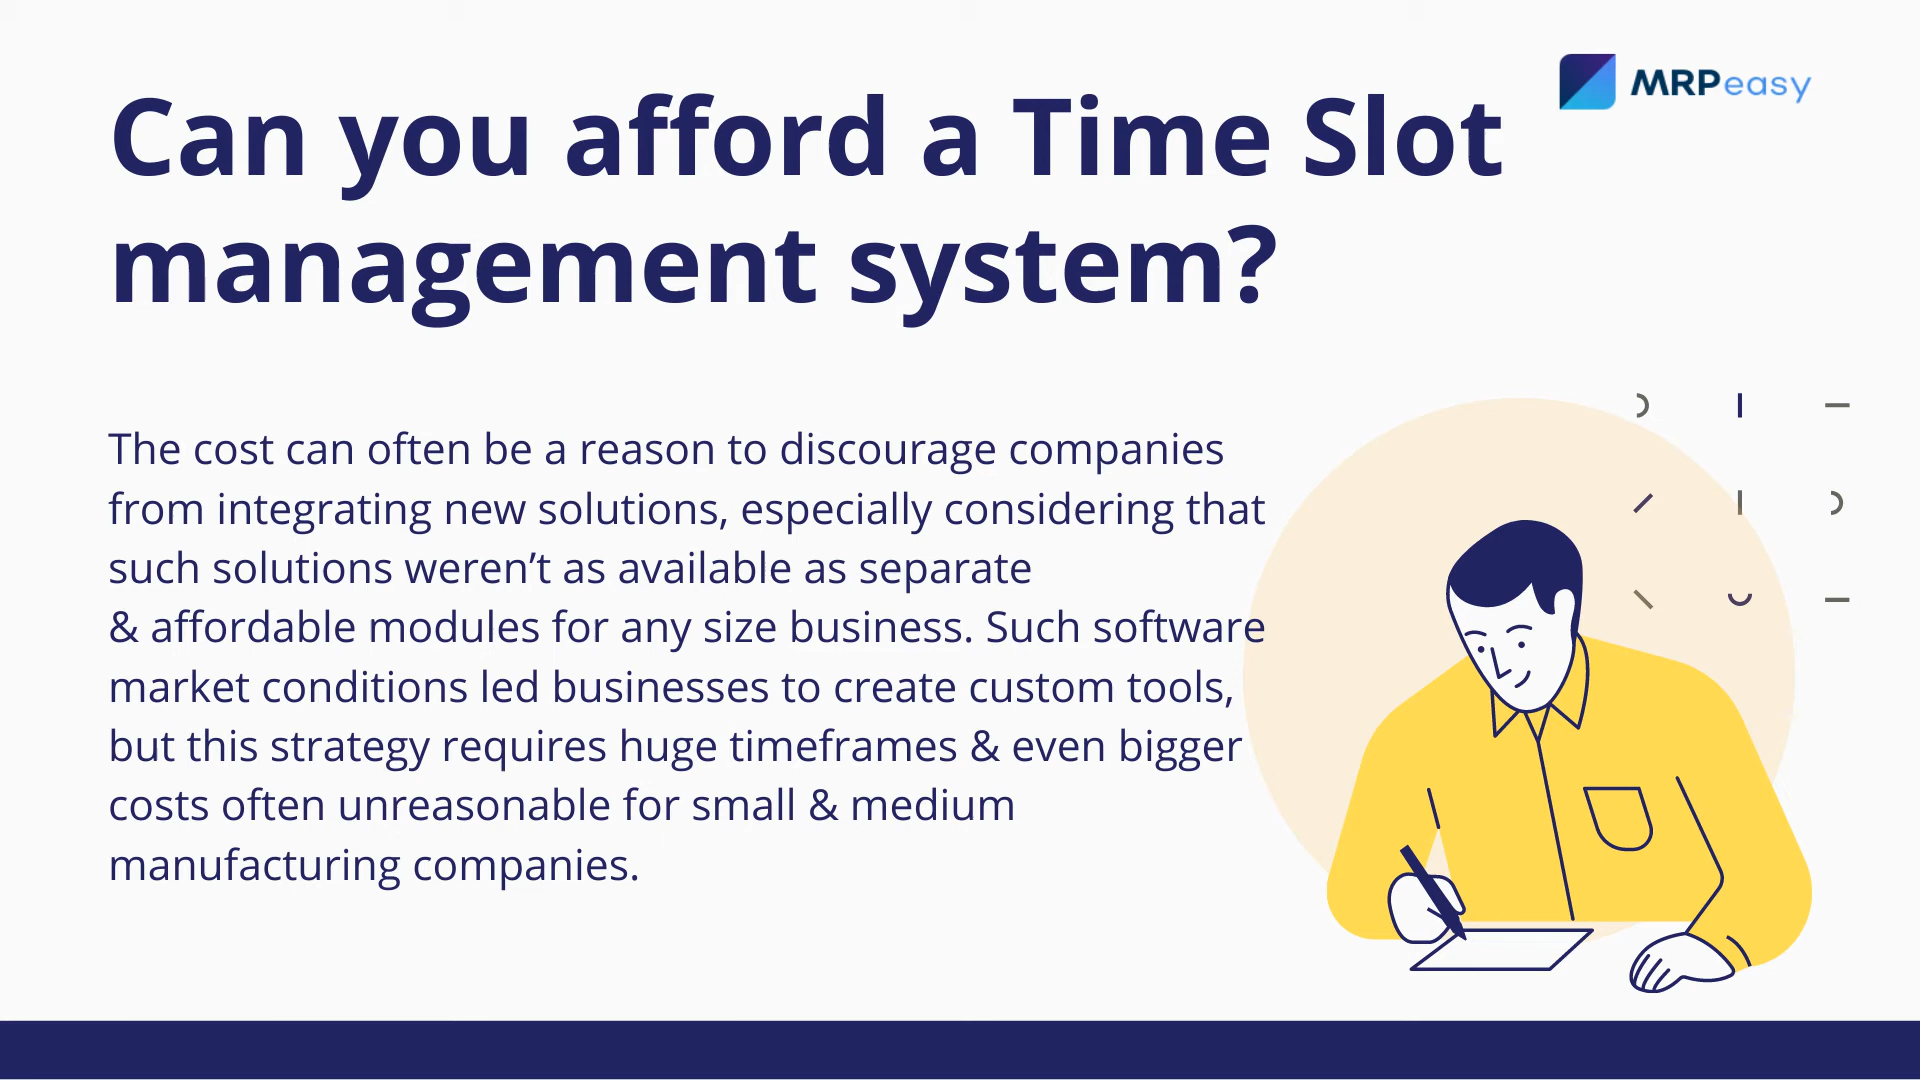 MRPeasy
Can you afford a Time Slot
management system?
The cost can often be a reason to discourage companies
from integrating new solutions, especially considering that
such solutions weren’t as available as separate
& affordable modules for any size business. Such software
market conditions led businesses to create custom tools,
but this strategy requires huge timeframes & even bigger
costs often unreasonable for small & medium
manufacturing companies.